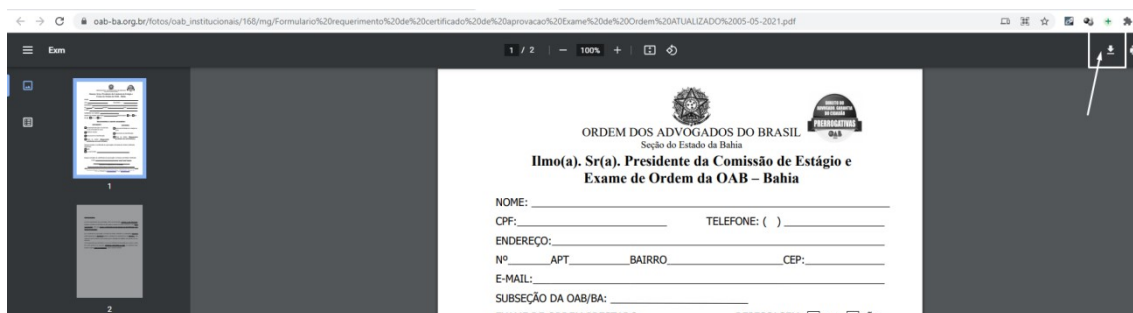 oab-ba.org.br/fotos/oab_institucionais/168/mg/Formulario%20requerimento%20de%20certificado%20de%20aprovacao%20Exame%20de%20Ordem%20ATUALIZADO%2005-05-2021.pdf
Exm
1 / 2
100%
ORDEM DOS ADVOGADOS DO BRASIL
Seção do Estado da Bahia
PRERROGATIVAS
OAB
Ilmo(a). Sr(a). Presidente da Comissão de Estágio e
Exame de Ordem da OAB – Bahia
NOME:
CPF: TELEFONE: ( )
ENDEREÇO:
Nº APT BAIRRO CEP:
E-MAIL:
SUBSEÇÃO DA OAB/BA:
1
2